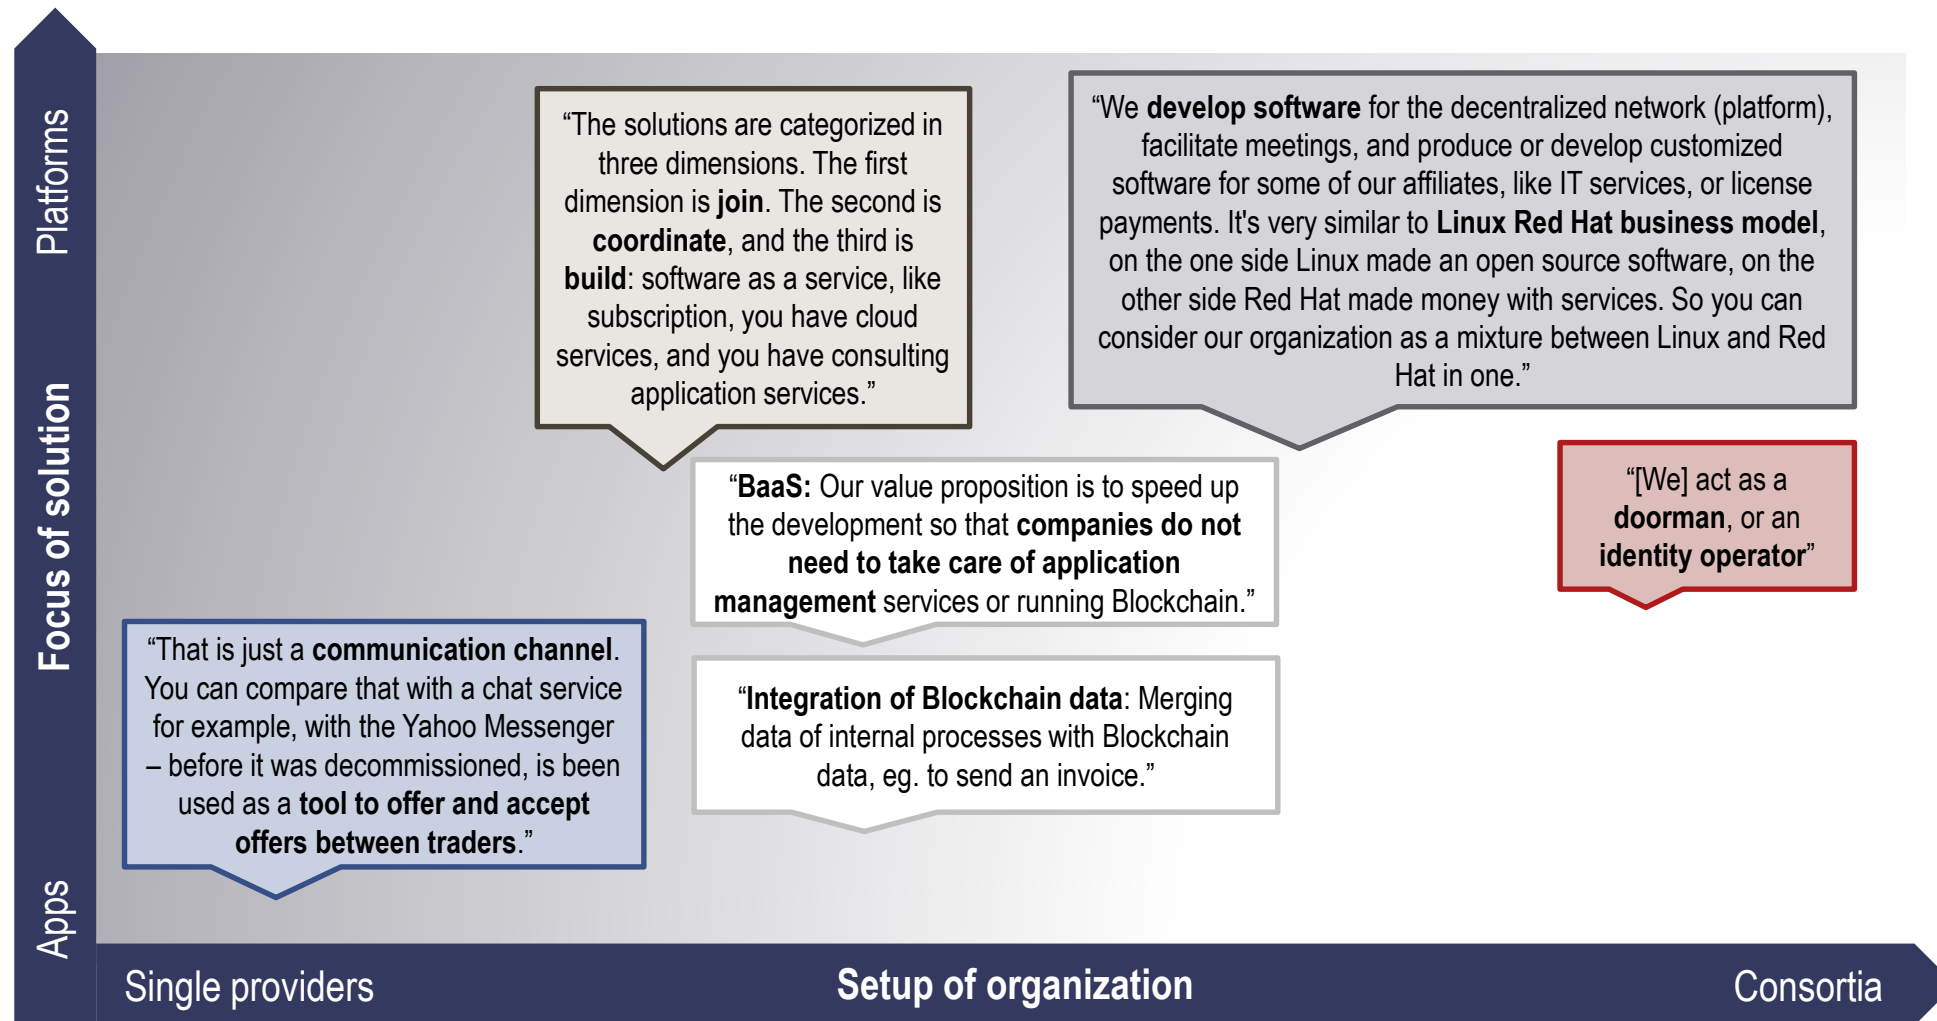 Platforms
Focus of solution
Apps
“The solutions are categorized in
three dimensions. The first
dimension is join. The second is
coordinate, and the third is
build: software as a service, like
subscription, you have cloud
services, and you have consulting
application services.”
“We develop software for the decentralized network (platform),
facilitate meetings, and produce or develop customized
software for some of our affiliates, like IT services, or license
payments. It's very similar to Linux Red Hat business model,
on the one side Linux made an open source software, on the
other side Red Hat made money with services. So you can
consider our organization as a mixture between Linux and Red
Hat in one.”
“[We] act as a
doorman, or an
identity operator”
“BaaS: Our value proposition is to speed up
the development so that companies do not
need to take care of application
management services or running Blockchain.”
“That is just a communication channel.
You can compare that with a chat service
for example, with the Yahoo Messenger
– before it was decommissioned, is been
used as a tool to offer and accept
offers between traders.”
“Integration of Blockchain data: Merging
data of internal processes with Blockchain
data, eg. to send an invoice.”
Single providers
Setup of organization
Consortia